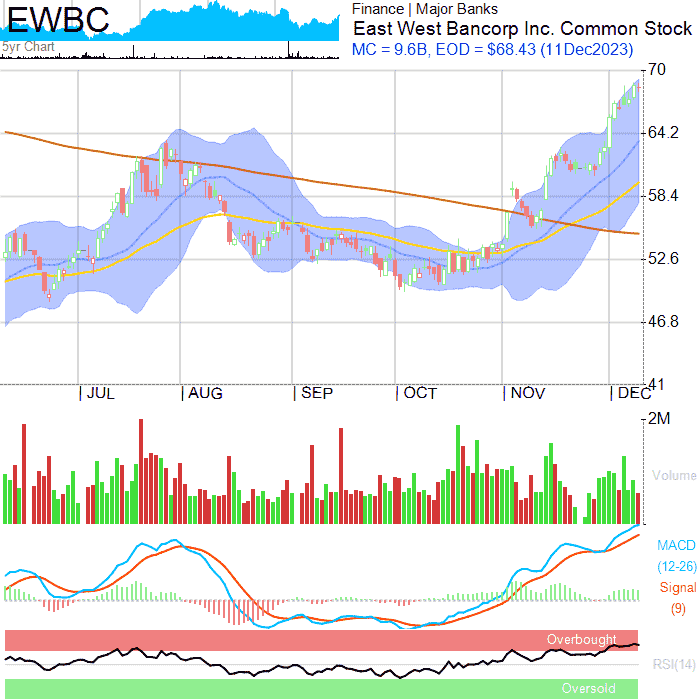 EWBC
5yr Chart
Finance | Major Banks
East West Bancorp Inc. Common Stock
MC = 9.6B, EOD = $68.43 (11Dec2023)
70
64.2
58.4
52.6
46.8
41
| JUL | AUG | SEP | OCT | NOV | DEC
2M
Volume
MACD
(12-26)
Signal
(9)
Overbought
RSI(14)
Oversold